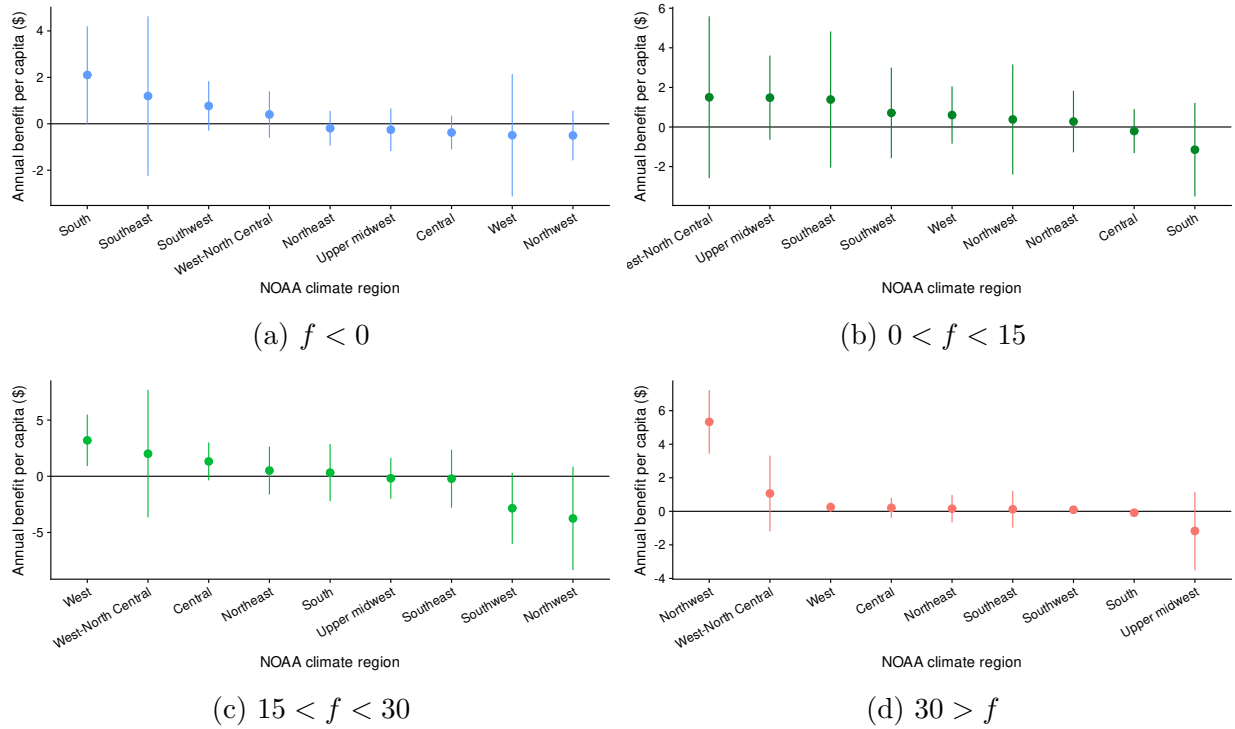 Annual benefit per capita ($)
4
2
0
-2
South
Southeast
Southwest
West-North Central
Northeast
Upper midwest
Central
West
Northwest
NOAA climate region
(a) f < 0
Annual benefit per capita ($)
6
4
2
0
-2
est-North Central
Upper midwest
Southeast
Southwest
West
Northwest
Northeast
Central
South
NOAA climate region
(b) 0 < f < 15
Annual benefit per capita ($)
5
0
-5
West
West-North Central
Central
Northeast
South
Upper midwest
Southeast
Southwest
Northwest
NOAA climate region
(c) 15 < f < 30
Annual benefit per capita ($)
6
4
2
0
-2
-4
Northwest
West-North Central
West
Central
Northeast
Southeast
Southwest
South
Upper midwest
NOAA climate region
(d) 30 > f